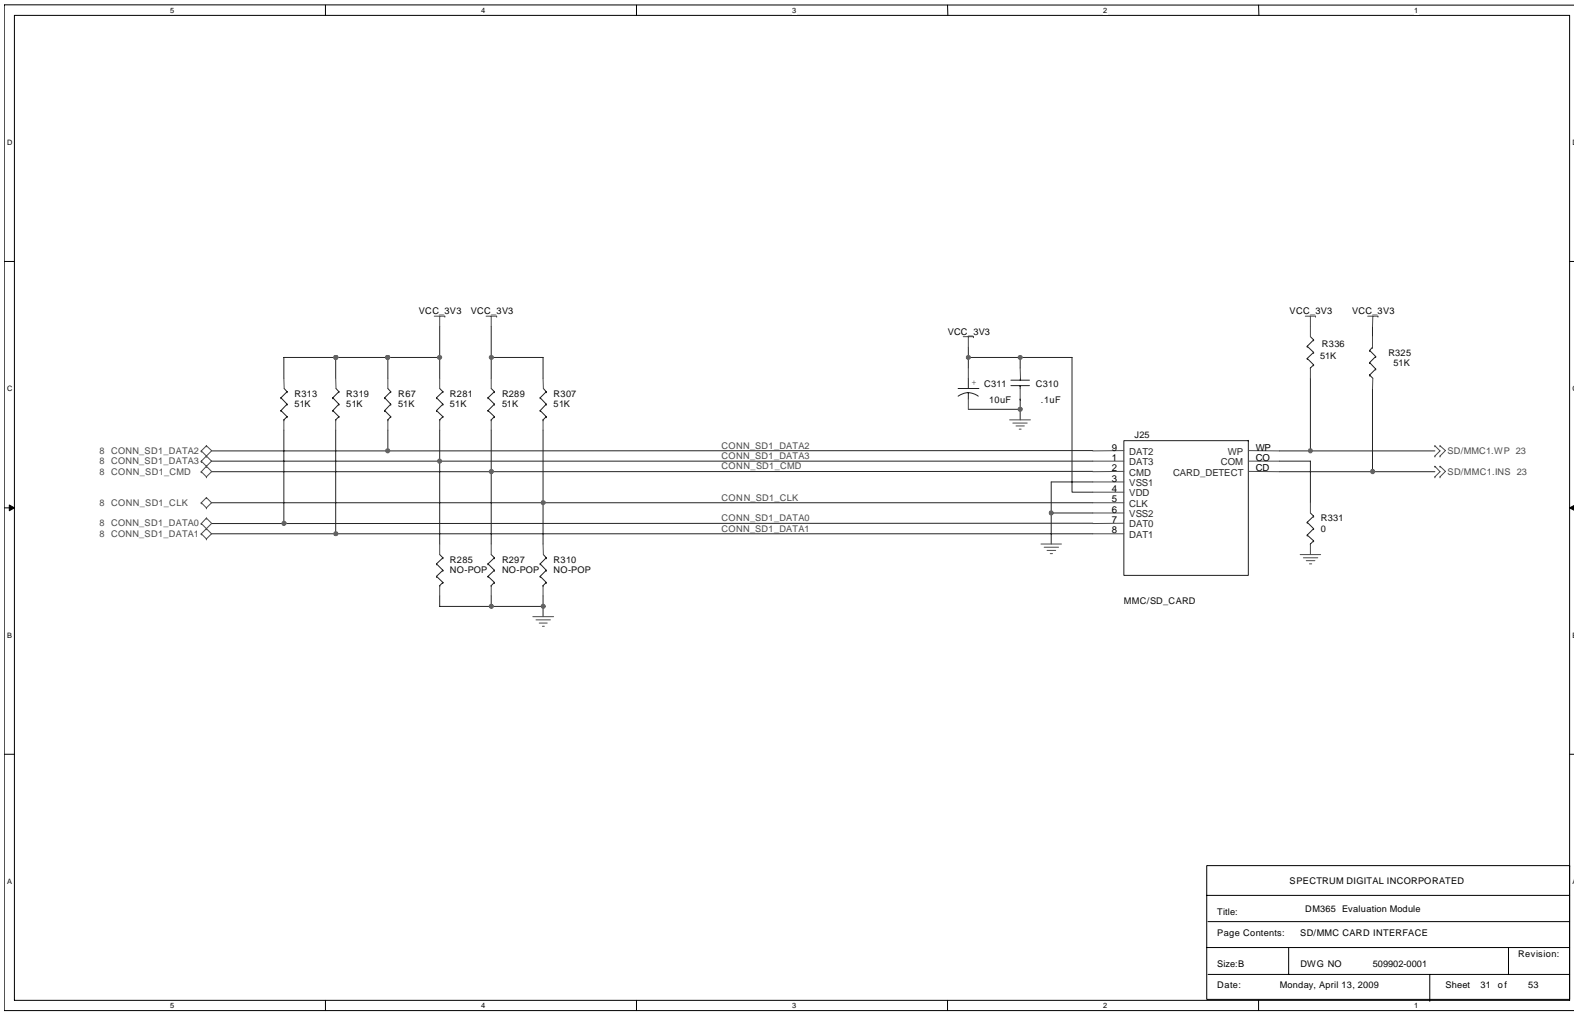 5 4 3 2 1
D D
C C
B B
A A
VCC_3V3 VCC_3V3
R313
51K
R319
51K
R67
51K
R281
51K
R289
51K
R307
51K
8 CONN_SD1_DATA2
8 CONN_SD1_DATA3
8 CONN_SD1_CMD
8 CONN_SD1_CLK
8 CONN_SD1_DATA0
8 CONN_SD1_DATA1
R285
NO-POP
R297
NO-POP
R310
NO-POP
CONN_SD1_DATA2
CONN_SD1_DATA3
CONN_SD1_CMD
CONN_SD1_CLK
CONN_SD1_DATA0
CONN_SD1_DATA1
VCC_3V3
+ C311
10uF
C310
.1uF
J25
9 DAT2
1 DAT3
2 CMD
3 VSS1
4 VDD
5 CLK
6 VSS2
7 DAT0
8 DAT1
WP WP
COM CO
CARD_DETECT CD
MMC/SD_CARD
VCC_3V3 VCC_3V3
R336
51K
R325
51K
SD/MMC1.WP 23
SD/MMC1.INS 23
R331
0
SPECTRUM DIGITAL INCORPORATED
Title: DM365 Evaluation Module
Page Contents: SD/MMC CARD INTERFACE
Size:B DWG NO 509902-0001 Revision:
Date: Monday, April 13, 2009 Sheet 31 of 53
5 4 3 2 1